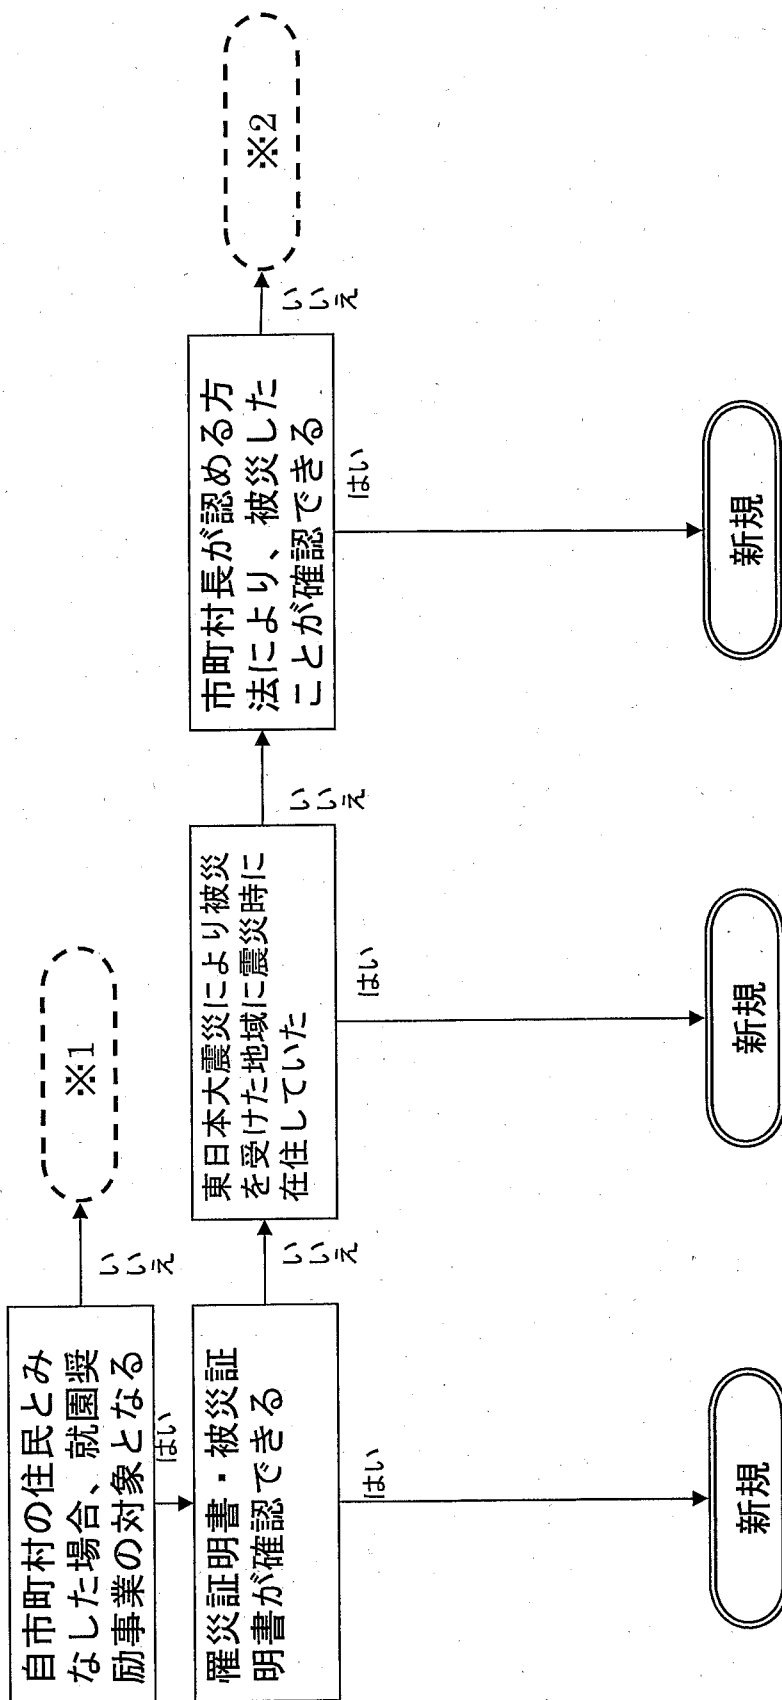 自市町村の住民とみ
なした場合、就園奨
励事業の対象となる
いいえ
※1
はい
罹災証明書・被災証
明書が確認できる
いいえ
東日本大震災により被災
を受けた地域に震災時に
在住していた
いいえ
市町村長が認める方
法により、被災した
ことが確認できる
いいえ
※2
はい
はい
はい
新規
新規
新規